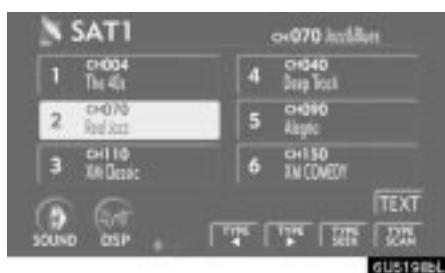 SAT1
CH070 Jazz&Blues
1 CH004 The 40s
2 CH070 Real Jazz
3 CH110 XM Classic
4 CH040 Deep Track
5 CH090 Alegria
6 CH150 XM COMEDY
TEXT
SOUND
DSP
TYPE
TYPE
TYPE SEEK
TYPE SCAN